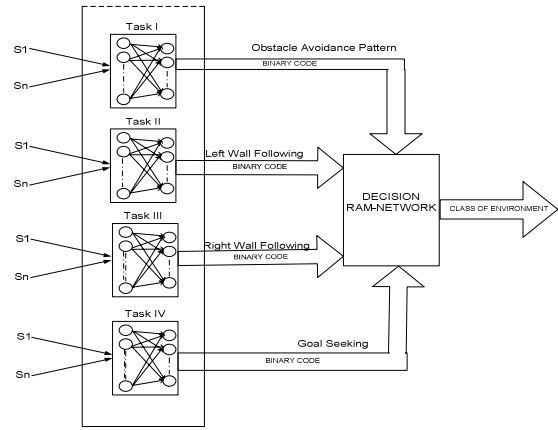 Task I
S1
Sn
Obstacle Avoidance Pattern
BINARY CODE
Task II
S1
Sn
Left Wall Following
BINARY CODE
DECISION
RAM-NETWORK
CLASS OF ENVIRONMENT
Task III
S1
Sn
Right Wall Following
BINARY CODE
Task IV
S1
Sn
Goal Seeking
BINARY CODE